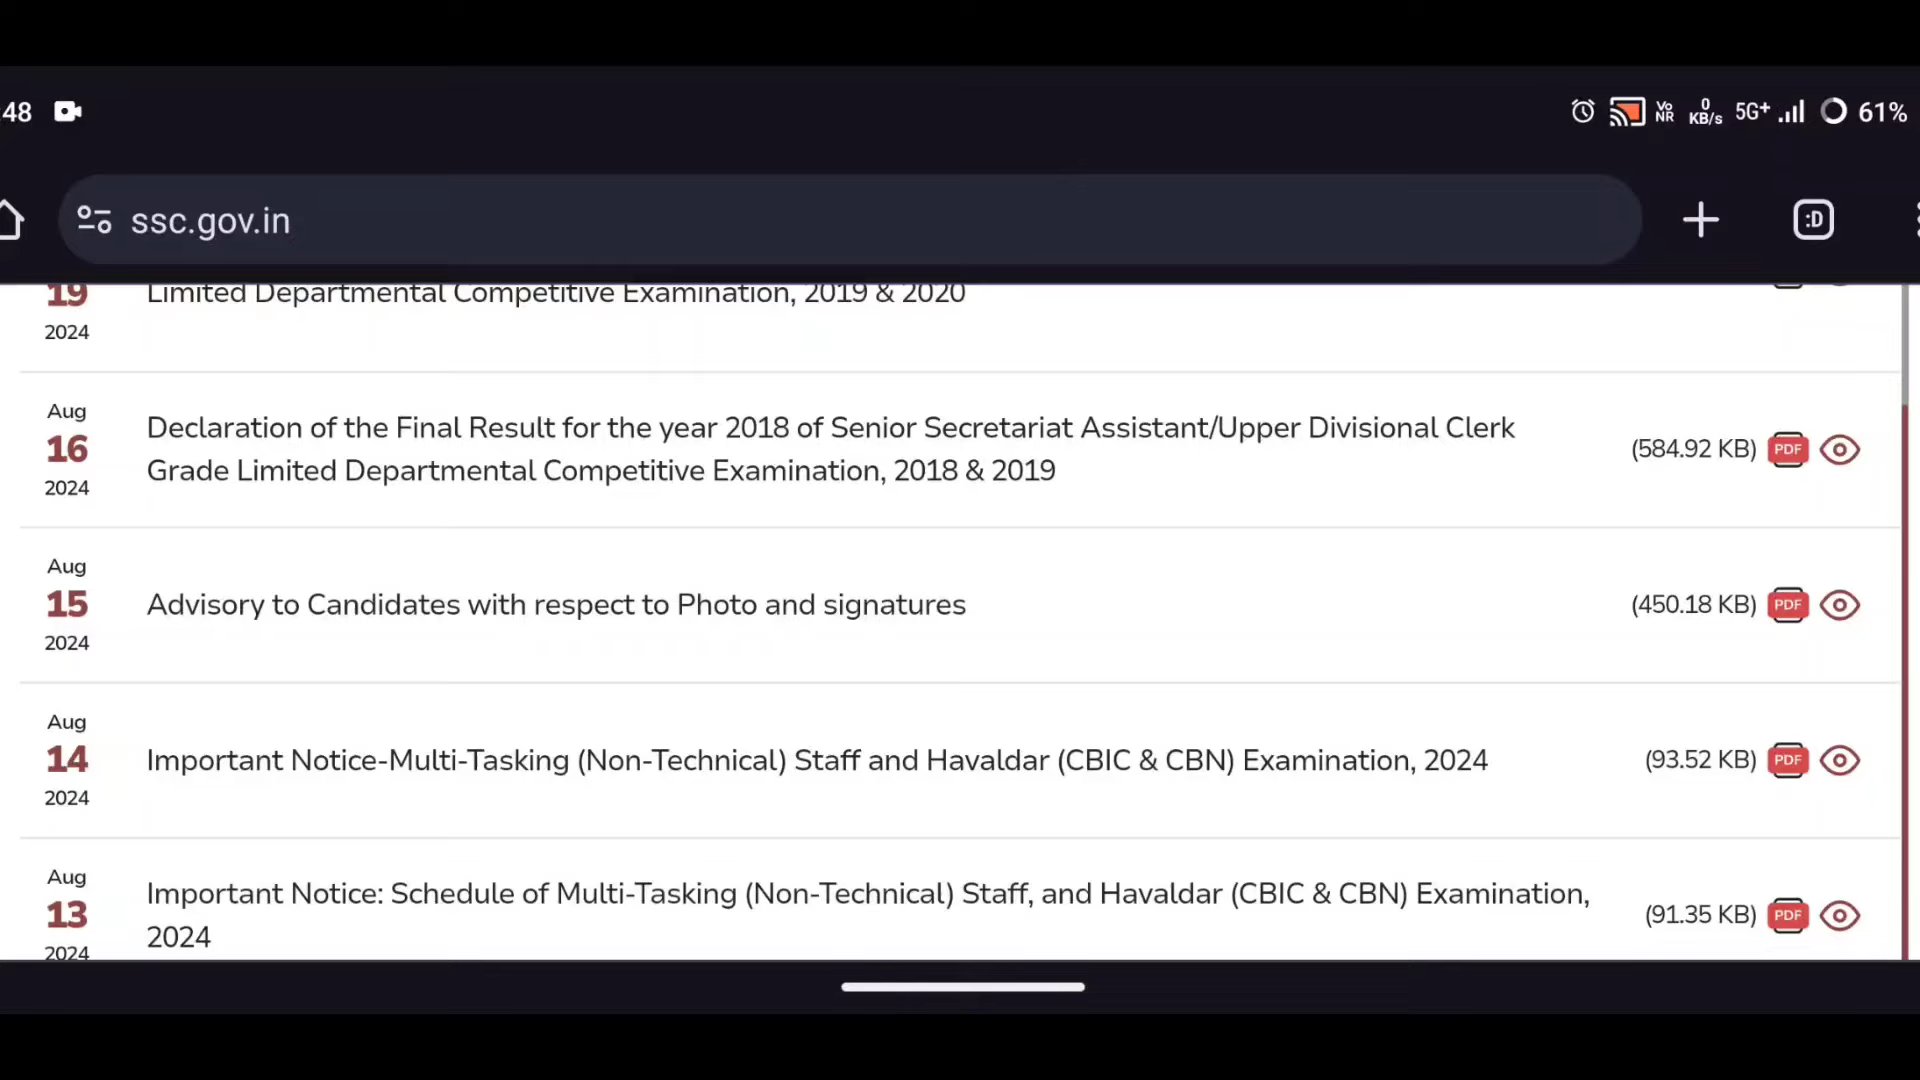 :48
Vo
NR
0
KB/s
5G+
61%
ssc.gov.in
:D
19
2024
Limited Departmental Competitive Examination, 2019 & 2020
Aug
16
2024
Declaration of the Final Result for the year 2018 of Senior Secretariat Assistant/Upper Divisional Clerk
Grade Limited Departmental Competitive Examination, 2018 & 2019
(584.92 KB)
PDF
Aug
15
2024
Advisory to Candidates with respect to Photo and signatures
(450.18 KB)
PDF
Aug
14
2024
Important Notice-Multi-Tasking (Non-Technical) Staff and Havaldar (CBIC & CBN) Examination, 2024
(93.52 KB)
PDF
Aug
13
2024
Important Notice: Schedule of Multi-Tasking (Non-Technical) Staff, and Havaldar (CBIC & CBN) Examination,
2024
(91.35 KB)
PDF